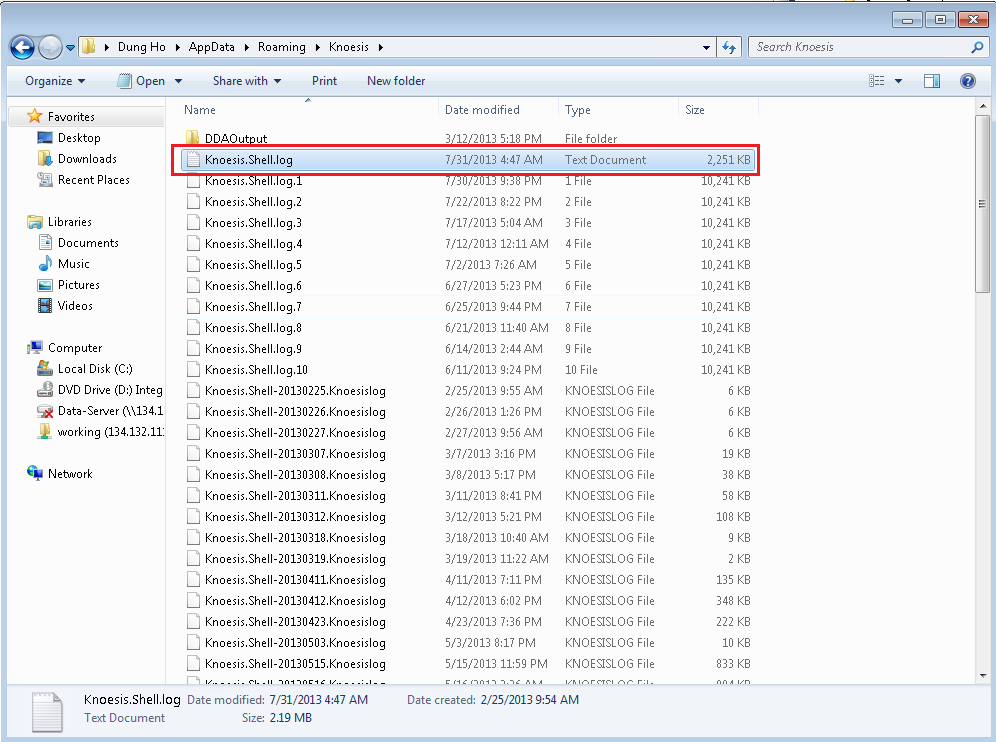 Dung Ho AppData Roaming Knoesis Search Knoesis
Organize Open Share with Print New folder
Favorites
Desktop
Downloads
Recent Places
Libraries
Documents
Music
Pictures
Videos
Computer
Local Disk (C:)
DVD Drive (D:) Integ
Data-Server (\\134.1
working (134.132.11
Network
Name Date modified Type Size
DDAOutput 3/12/2013 5:18 PM File folder
Knoesis.Shell.log 7/31/2013 4:47 AM Text Document 2,251 KB
Knoesis.Shell.log.1 7/30/2013 9:38 PM 1 File 10,241 KB
Knoesis.Shell.log.2 7/22/2013 8:22 PM 2 File 10,241 KB
Knoesis.Shell.log.3 7/17/2013 5:04 AM 3 File 10,241 KB
Knoesis.Shell.log.4 7/12/2013 12:11 AM 4 File 10,241 KB
Knoesis.Shell.log.5 7/2/2013 7:26 AM 5 File 10,241 KB
Knoesis.Shell.log.6 6/27/2013 5:23 PM 6 File 10,241 KB
Knoesis.Shell.log.7 6/25/2013 9:44 PM 7 File 10,241 KB
Knoesis.Shell.log.8 6/21/2013 11:40 AM 8 File 10,241 KB
Knoesis.Shell.log.9 6/14/2013 2:44 AM 9 File 10,241 KB
Knoesis.Shell.log.10 6/11/2013 9:24 PM 10 File 10,241 KB
Knoesis.Shell-20130225.Knoesislog 2/25/2013 9:55 AM KNOESISLOG File 6 KB
Knoesis.Shell-20130226.Knoesislog 2/26/2013 1:26 PM KNOESISLOG File 6 KB
Knoesis.Shell-20130227.Knoesislog 2/27/2013 9:56 AM KNOESISLOG File 6 KB
Knoesis.Shell-20130307.Knoesislog 3/7/2013 3:16 PM KNOESISLOG File 19 KB
Knoesis.Shell-20130308.Knoesislog 3/8/2013 5:17 PM KNOESISLOG File 38 KB
Knoesis.Shell-20130311.Knoesislog 3/11/2013 8:41 PM KNOESISLOG File 58 KB
Knoesis.Shell-20130312.Knoesislog 3/12/2013 5:21 PM KNOESISLOG File 108 KB
Knoesis.Shell-20130318.Knoesislog 3/18/2013 10:40 AM KNOESISLOG File 9 KB
Knoesis.Shell-20130319.Knoesislog 3/19/2013 11:22 AM KNOESISLOG File 2 KB
Knoesis.Shell-20130411.Knoesislog 4/11/2013 7:11 PM KNOESISLOG File 135 KB
Knoesis.Shell-20130412.Knoesislog 4/12/2013 6:02 PM KNOESISLOG File 348 KB
Knoesis.Shell-20130423.Knoesislog 4/23/2013 7:36 PM KNOESISLOG File 222 KB
Knoesis.Shell-20130503.Knoesislog 5/3/2013 8:17 PM KNOESISLOG File 10 KB
Knoesis.Shell-20130515.Knoesislog 5/15/2013 11:59 PM KNOESISLOG File 833 KB
Knoesis.Shell.log Date modified: 7/31/2013 4:47 AM Date created: 2/25/2013 9:54 AM
Text Document Size: 2.19 MB